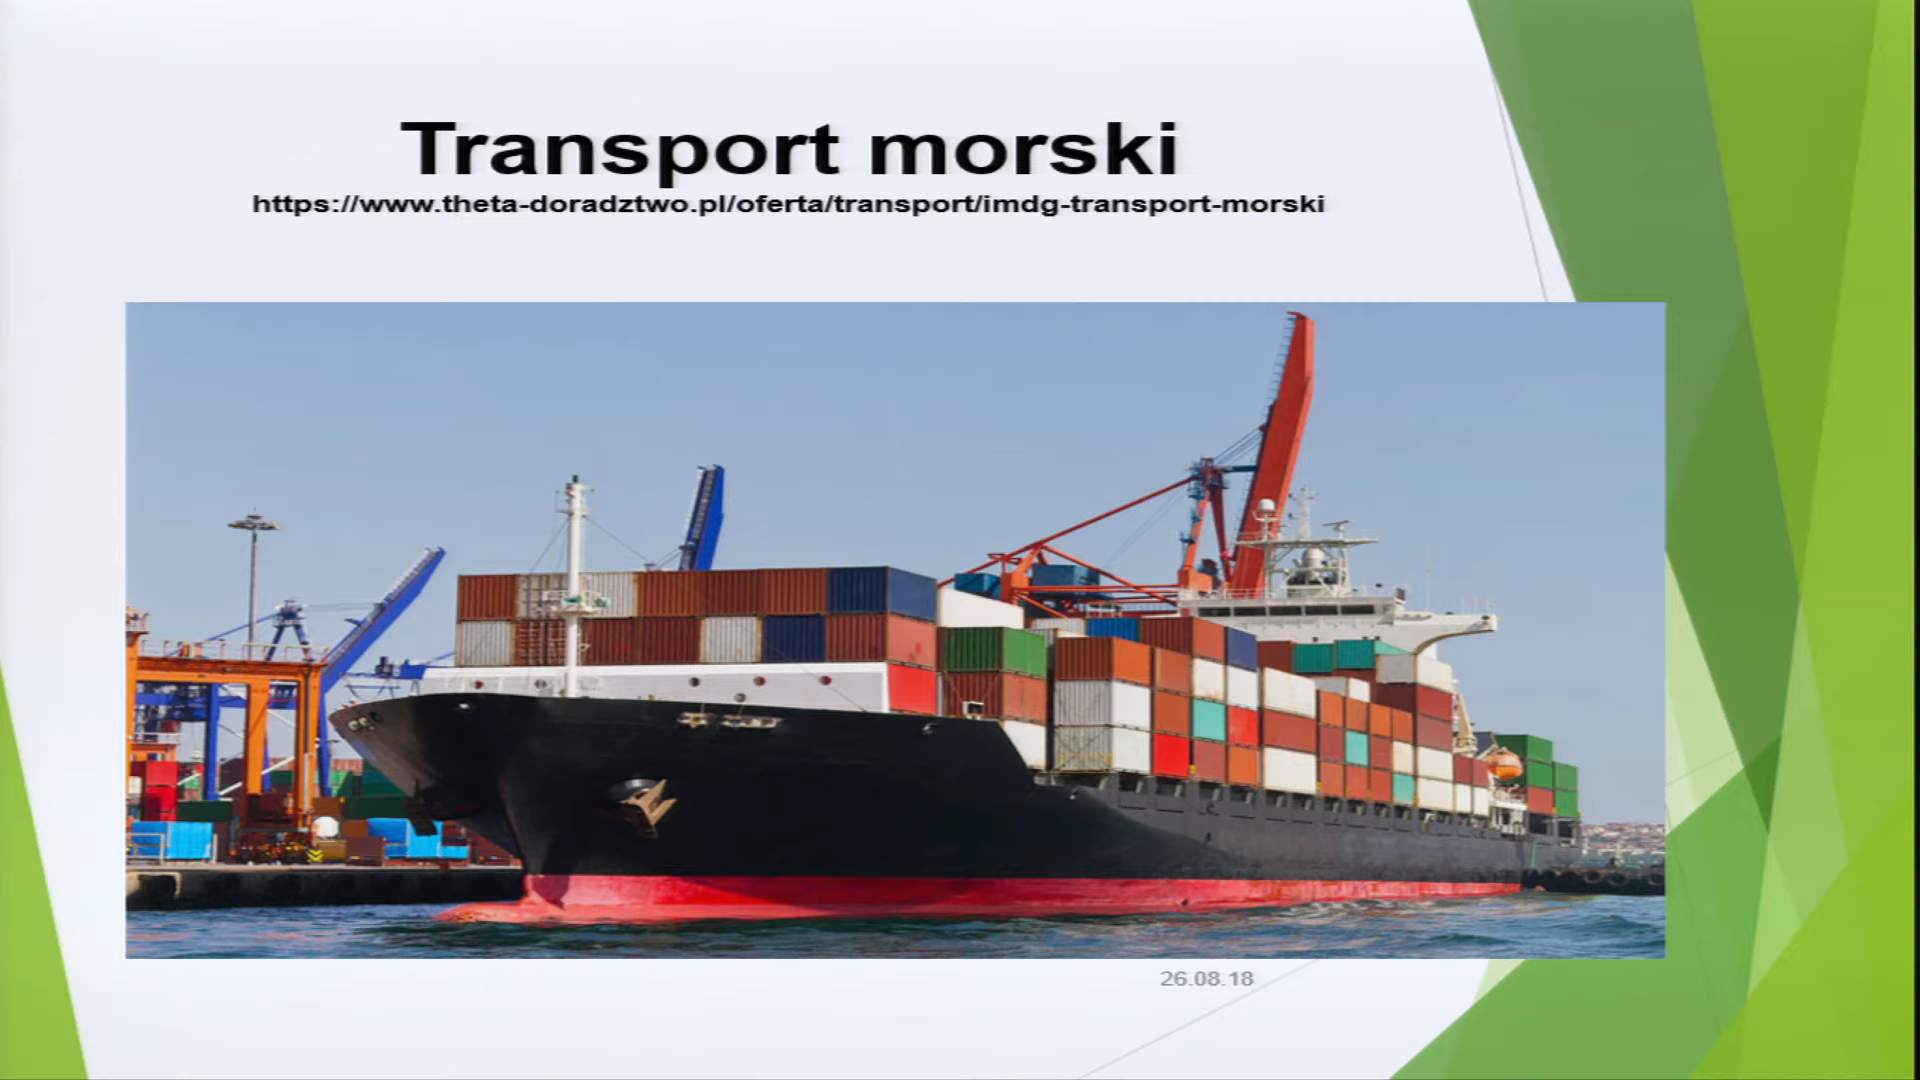 Transport morski
https://www.theta-doradztwo.pl/oferta/transport/imdg-transport-morski
26.08.18